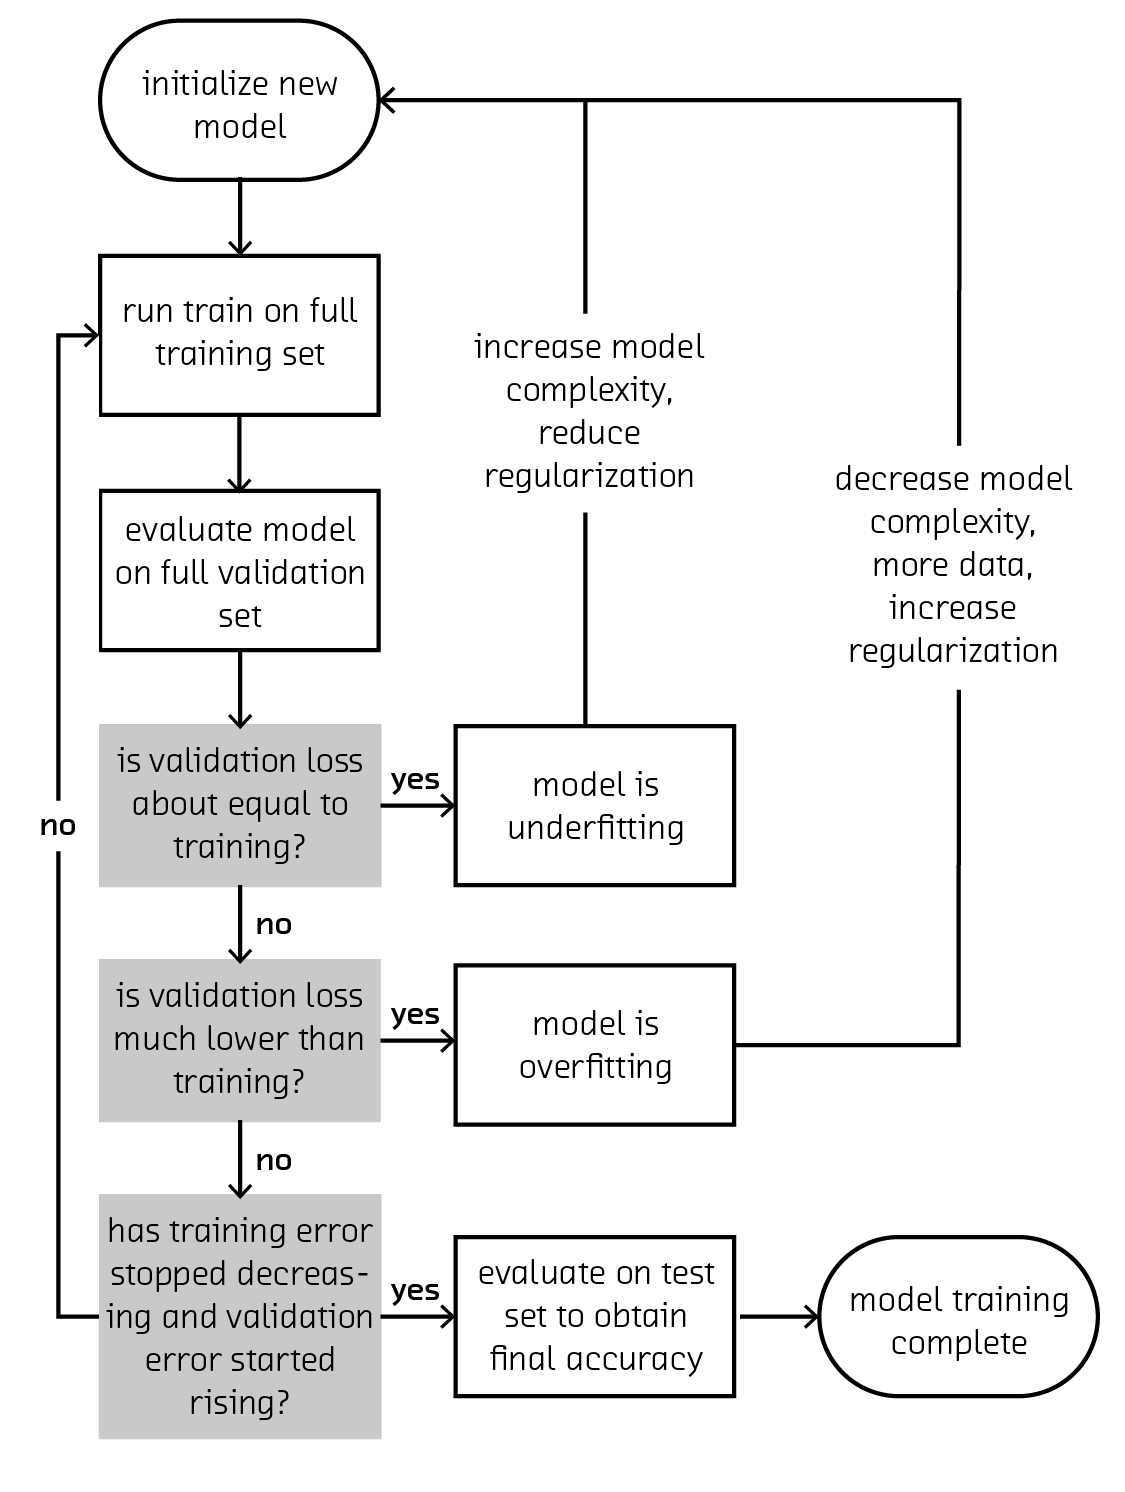 initialize new
model
run train on full
training set
increase model
complexity,
reduce
regularization
decrease model
complexity,
more data,
increase
regularization
evaluate model
on full validation
set
is validation loss
about equal to
training?
yes
model is
underfitting
no
no
is validation loss
much lower than
training?
yes
model is
overfitting
no
has training error
stopped decreas-
ing and validation
error started
rising?
yes
evaluate on test
set to obtain
final accuracy
model training
complete